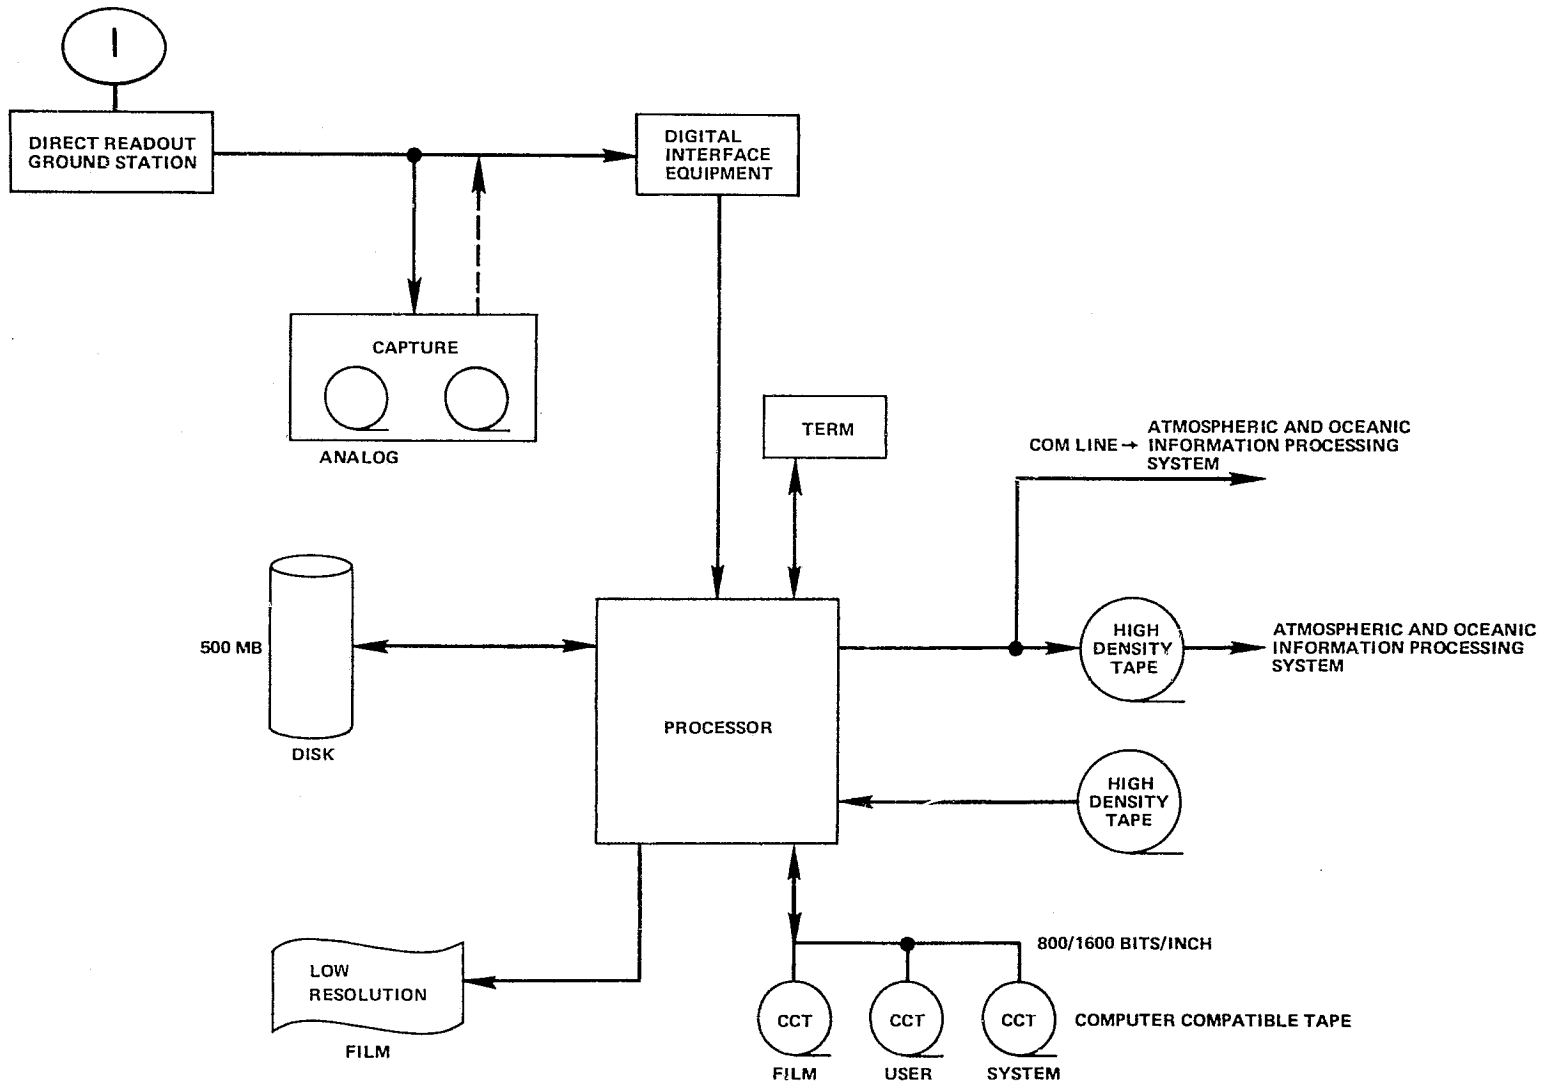 I
DIRECT READOUT
GROUND STATION
DIGITAL
INTERFACE
EQUIPMENT
CAPTURE
ANALOG
TERM
COM LINE →
ATMOSPHERIC AND OCEANIC
INFORMATION PROCESSING
SYSTEM
500 MB
DISK
PROCESSOR
HIGH
DENSITY
TAPE
ATMOSPHERIC AND OCEANIC
INFORMATION PROCESSING
SYSTEM
HIGH
DENSITY
TAPE
LOW
RESOLUTION
FILM
800/1600 BITS/INCH
CCT
CCT
CCT
COMPUTER COMPATIBLE TAPE
FILM
USER
SYSTEM